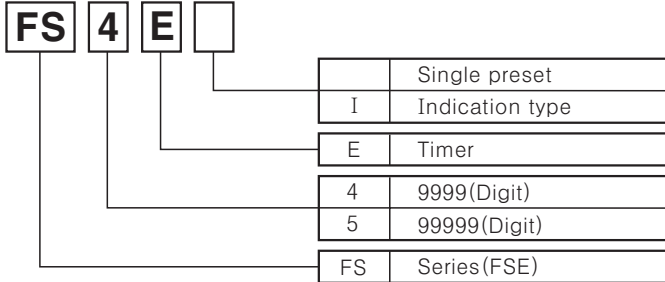 FS 4 E
Single preset
I Indication type
E Timer
4 9999(Digit)
5 99999(Digit)
FS Series(FSE)